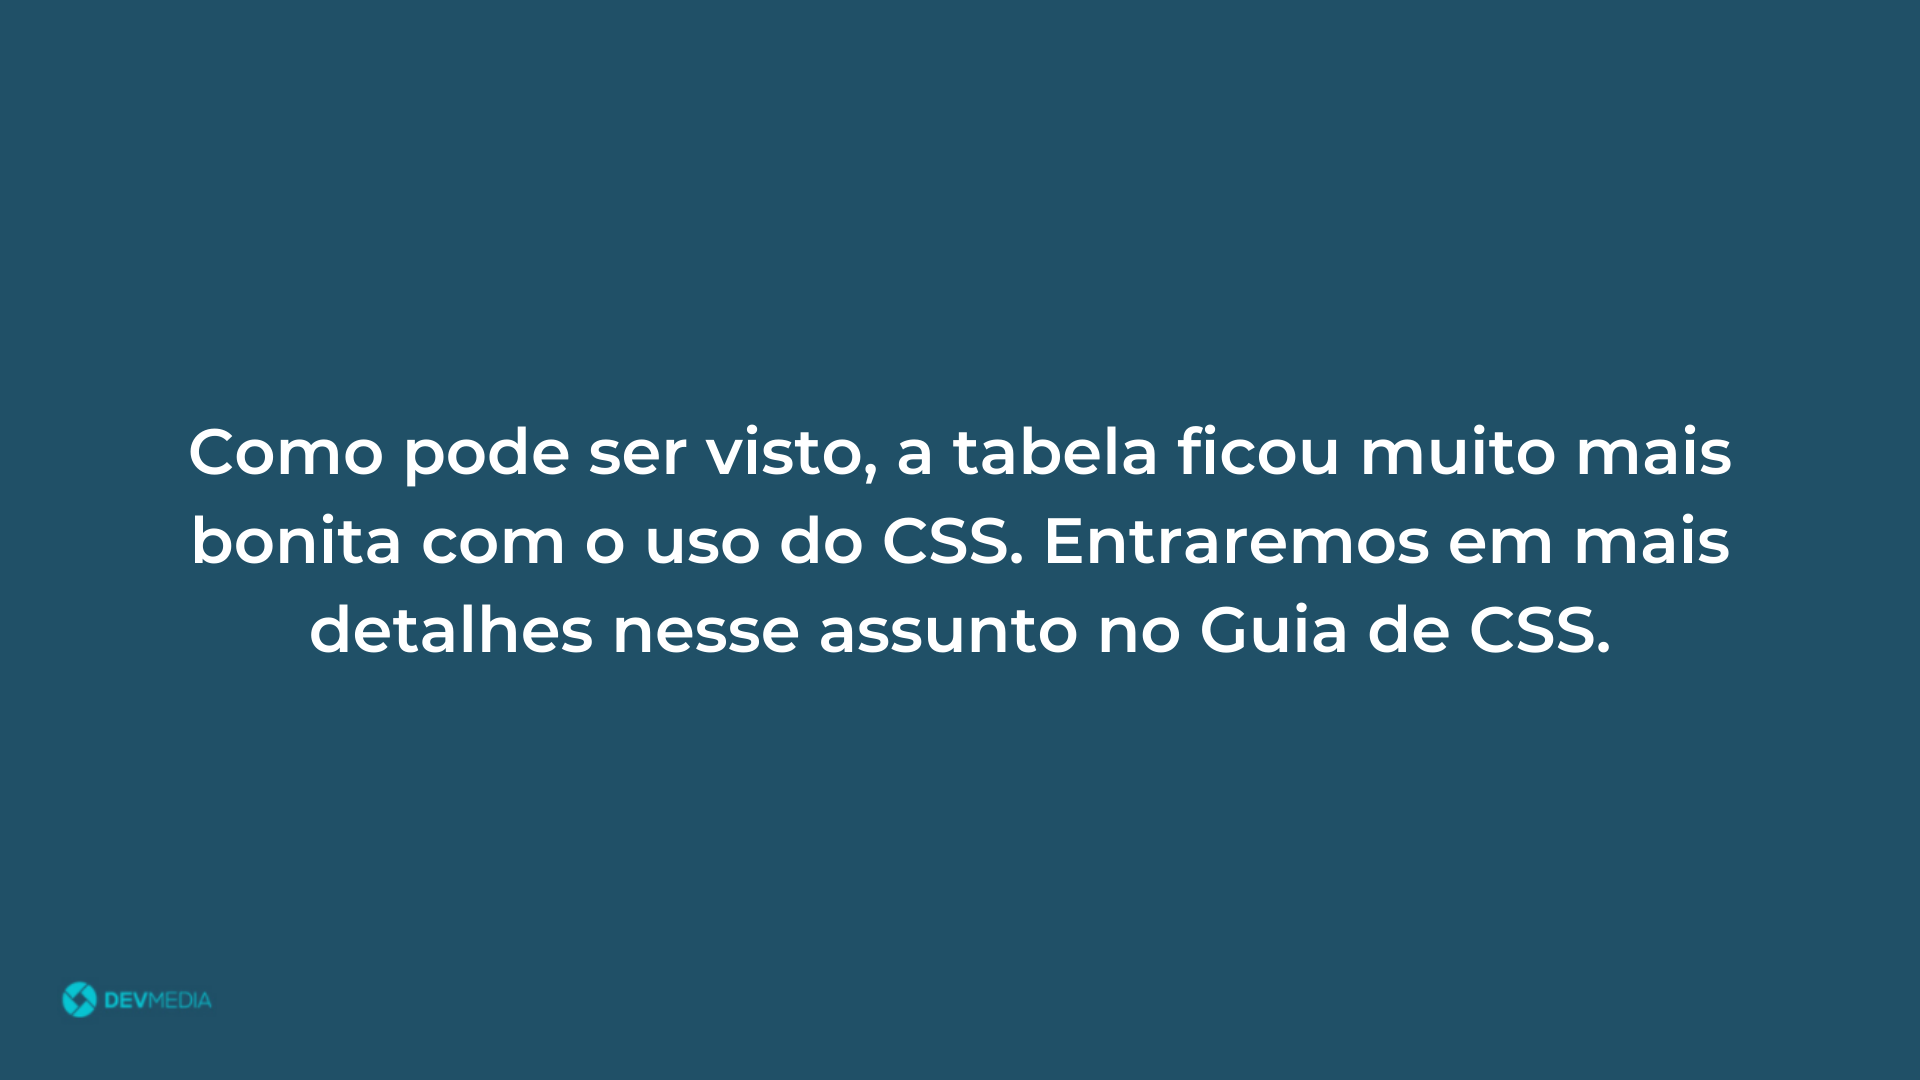 Como pode ser visto, a tabela ficou muito mais
bonita com o uso do CSS. Entraremos em mais
detalhes nesse assunto no Guia de CSS.
DEVMEDIA